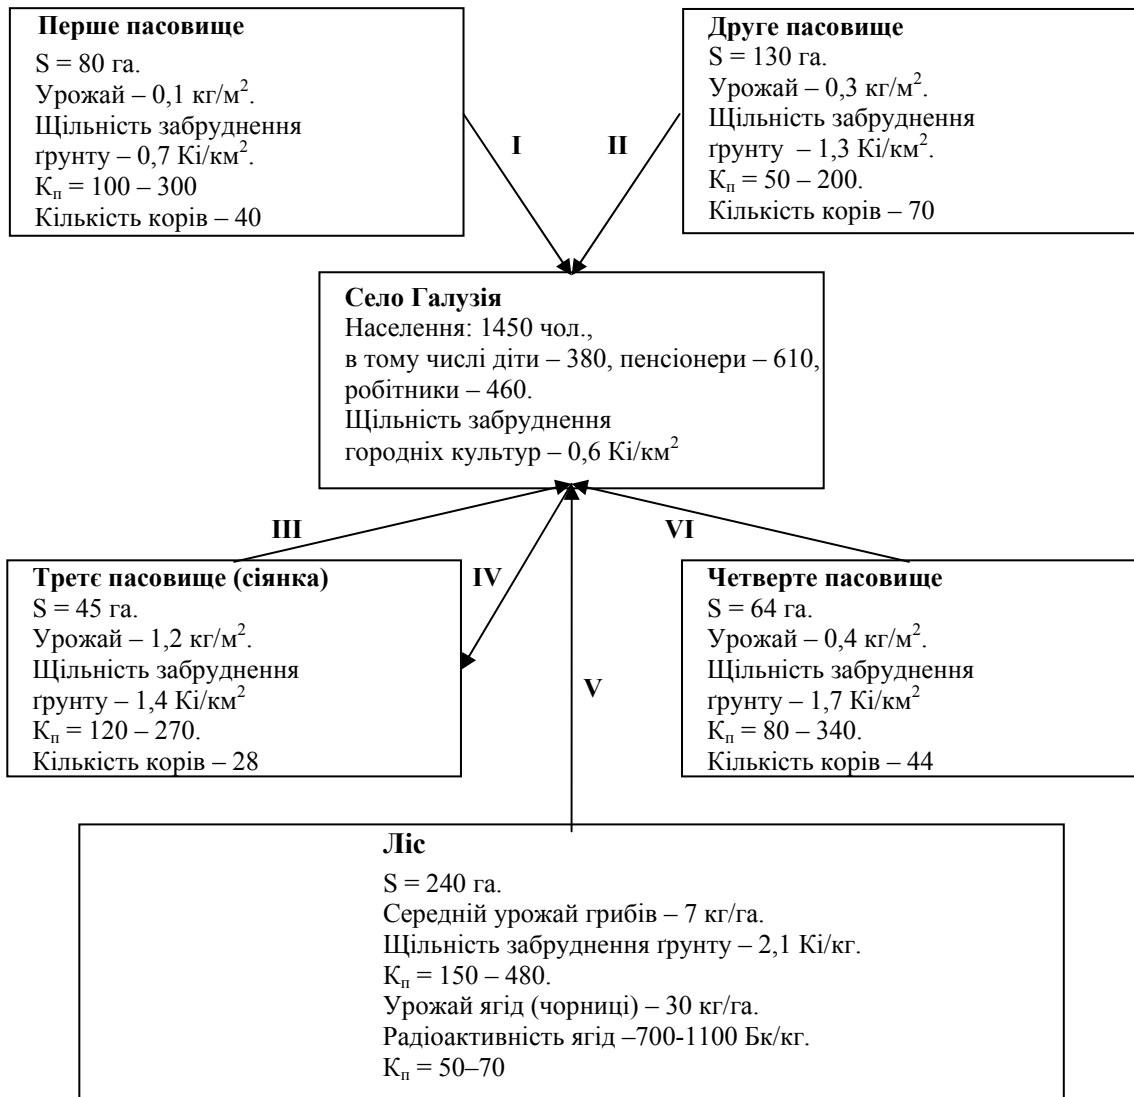 Перше пасовище
S = 80 га.
Урожай – 0,1 кг/м².
Щільність забруднення
ґрунту – 0,7 Кі/км².
Кп = 100 – 300
Кількість корів – 40
Друге пасовище
S = 130 га.
Урожай – 0,3 кг/м².
Щільність забруднення
ґрунту – 1,3 Кі/км².
Кп = 50 – 200.
Кількість корів – 70
I
II
Село Галузія
Населення: 1450 чол.,
в тому числі діти – 380, пенсіонери – 610,
робітники – 460.
Щільність забруднення
городніх культур – 0,6 Кі/км²
III
IV
V
VI
Третє пасовище (сіянка)
S = 45 га.
Урожай – 1,2 кг/м².
Щільність забруднення
ґрунту – 1,4 Кі/км²
Кп = 120 – 270.
Кількість корів – 28
Четверте пасовище
S = 64 га.
Урожай – 0,4 кг/м².
Щільність забруднення
ґрунту – 1,7 Кі/км²
Кп = 80 – 340.
Кількість корів – 44
Ліс
S = 240 га.
Середній урожай грибів – 7 кг/га.
Щільність забруднення ґрунту – 2,1 Кі/кг.
Кп = 150 – 480.
Урожай ягід (чорниці) – 30 кг/га.
Радіоактивність ягід –700-1100 Бк/кг.
Кп = 50–70